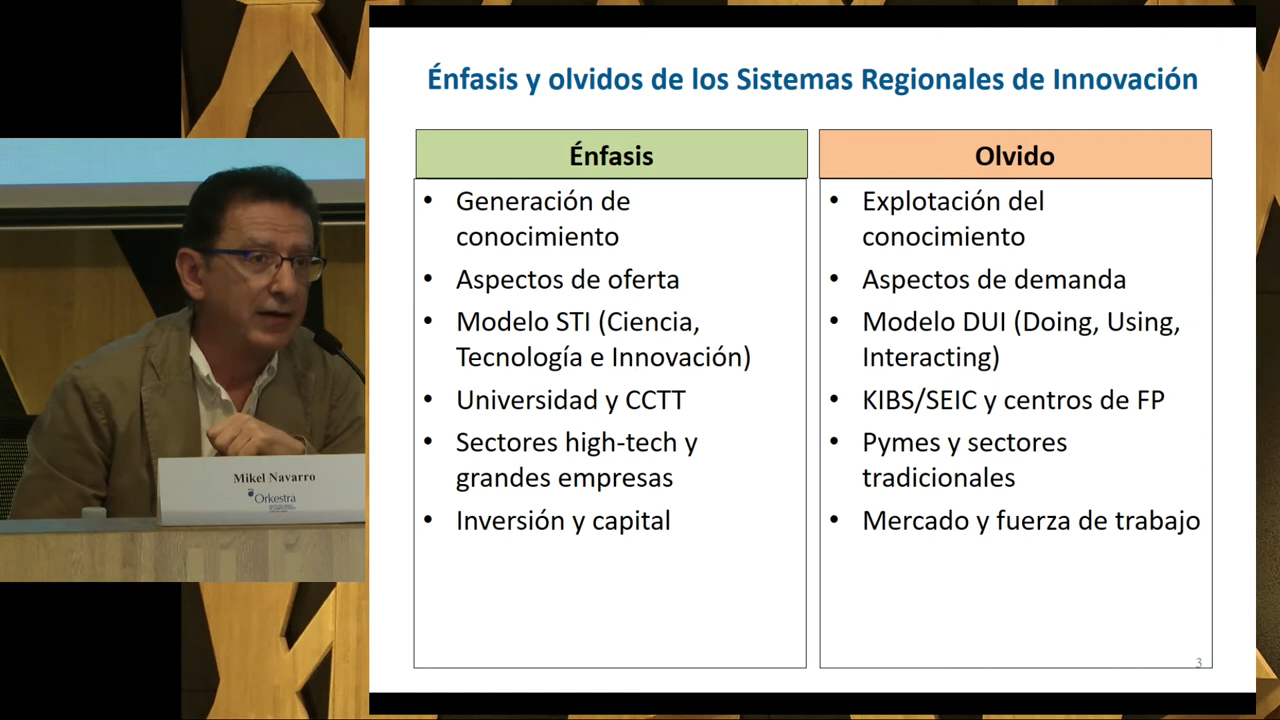 Énfasis y olvidos de los Sistemas Regionales de Innovación
Énfasis
• Generación de
conocimiento
• Aspectos de oferta
• Modelo STI (Ciencia,
Tecnología e Innovación)
• Universidad y CCTT
• Sectores high-tech y
grandes empresas
• Inversión y capital
Olvido
• Explotación del
conocimiento
• Aspectos de demanda
• Modelo DUI (Doing, Using,
Interacting)
• KIBS/SEIC y centros de FP
• Pymes y sectores
tradicionales
• Mercado y fuerza de trabajo
3
Mikel Navarro
Orkestra